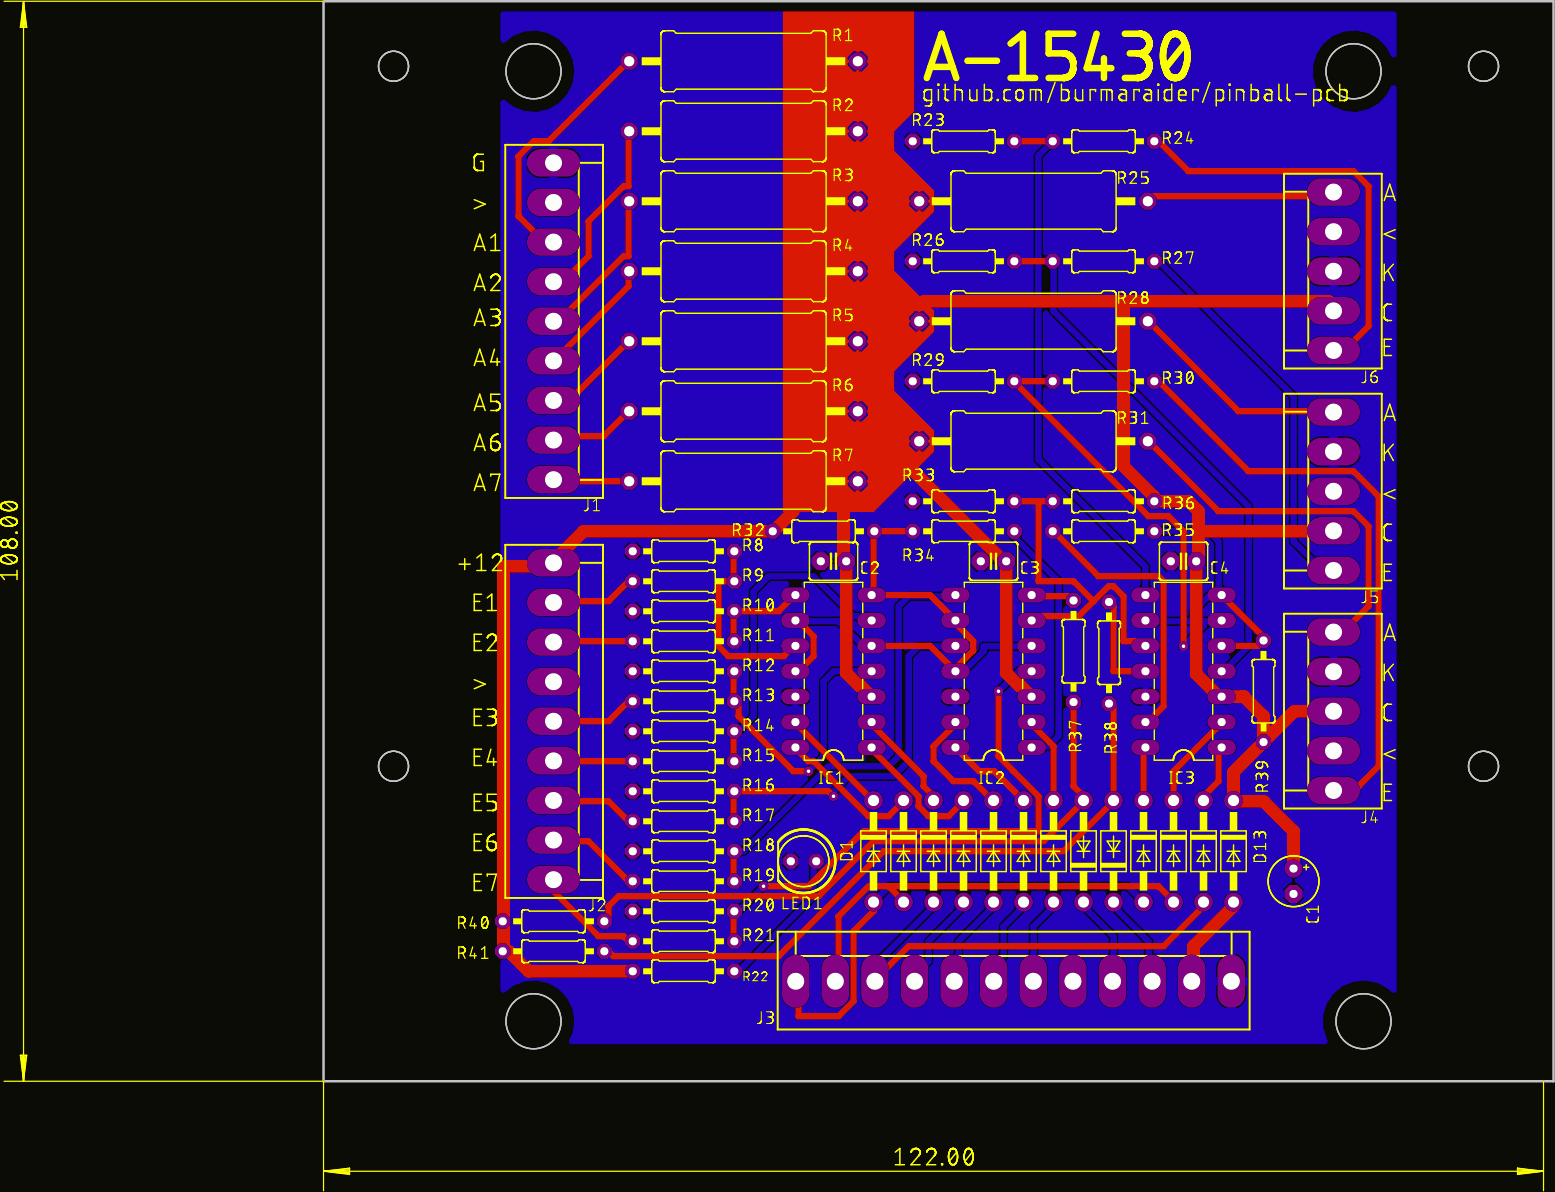 A-15430
github.com/burmaraider/pinball-pcb
R1
R2
R3
R4
R5
R6
R7
R23
R24
R25
R26
R27
R28
R29
R30
R31
R33
R36
R32
R34
R35
G
>
A1
A2
A3
A4
A5
A6
A7
J1
A
<
K
C
E
J6
A
K
<
C
E
J5
A
K
C
<
E
J4
+12
E1
E2
>
E3
E4
E5
E6
E7
J2
R40
R41
R8
R9
R10
R11
R12
R13
R14
R15
R16
R17
R18
R19
R20
R21
R22
C2
C3
C4
IC1
IC2
IC3
R37
R38
R39
D1
D13
LED1
+
C1
J3
108.00
122.00